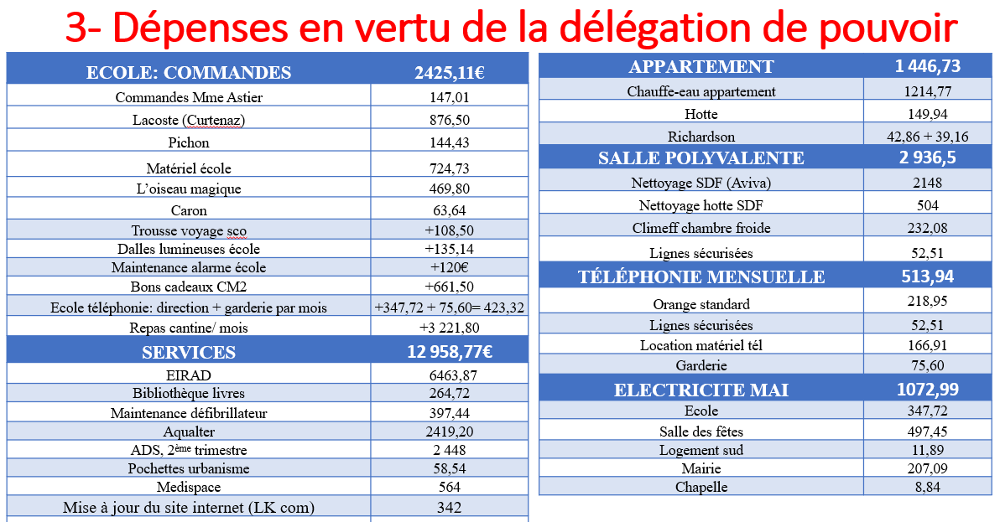 3- Dépenses en vertu de la délégation de pouvoir
ECOLE: COMMANDES 2425,11€
Commandes Mme Astier 147,01
Lacoste (Curtenaz) 876,50
Pichon 144,43
Matériel école 724,73
L'oiseau magique 469,80
Caron 63,64
Trousse voyage sco +108,50
Dalles lumineuses école +135,14
Maintenance alarme école +120€
Bons cadeaux CM2 +661,50
Ecole téléphonie: direction + garderie par mois +347,72 + 75,60= 423,32
Repas cantine/ mois +3 221,80
SERVICES 12 958,77€
EIRAD 6463,87
Bibliothèque livres 264,72
Maintenance défibrillateur 397,44
Aqualter 2419,20
ADS, 2ème trimestre 2 448
Pochettes urbanisme 58,54
Medispace 564
Mise à jour du site internet (LK com) 342
APPARTEMENT 1 446,73
Chauffe-eau appartement 1214,77
Hotte 149,94
Richardson 42,86 + 39,16
SALLE POLYVALENTE 2 936,5
Nettoyage SDF (Aviva) 2148
Nettoyage hotte SDF 504
Climeff chambre froide 232,08
Lignes sécurisées 52,51
TÉLÉPHONIE MENSUELLE 513,94
Orange standard 218,95
Lignes sécurisées 52,51
Location matériel tél 166,91
Garderie 75,60
ELECTRICITE MAI 1072,99
Ecole 347,72
Salle des fêtes 497,45
Logement sud 11,89
Mairie 207,09
Chapelle 8,84